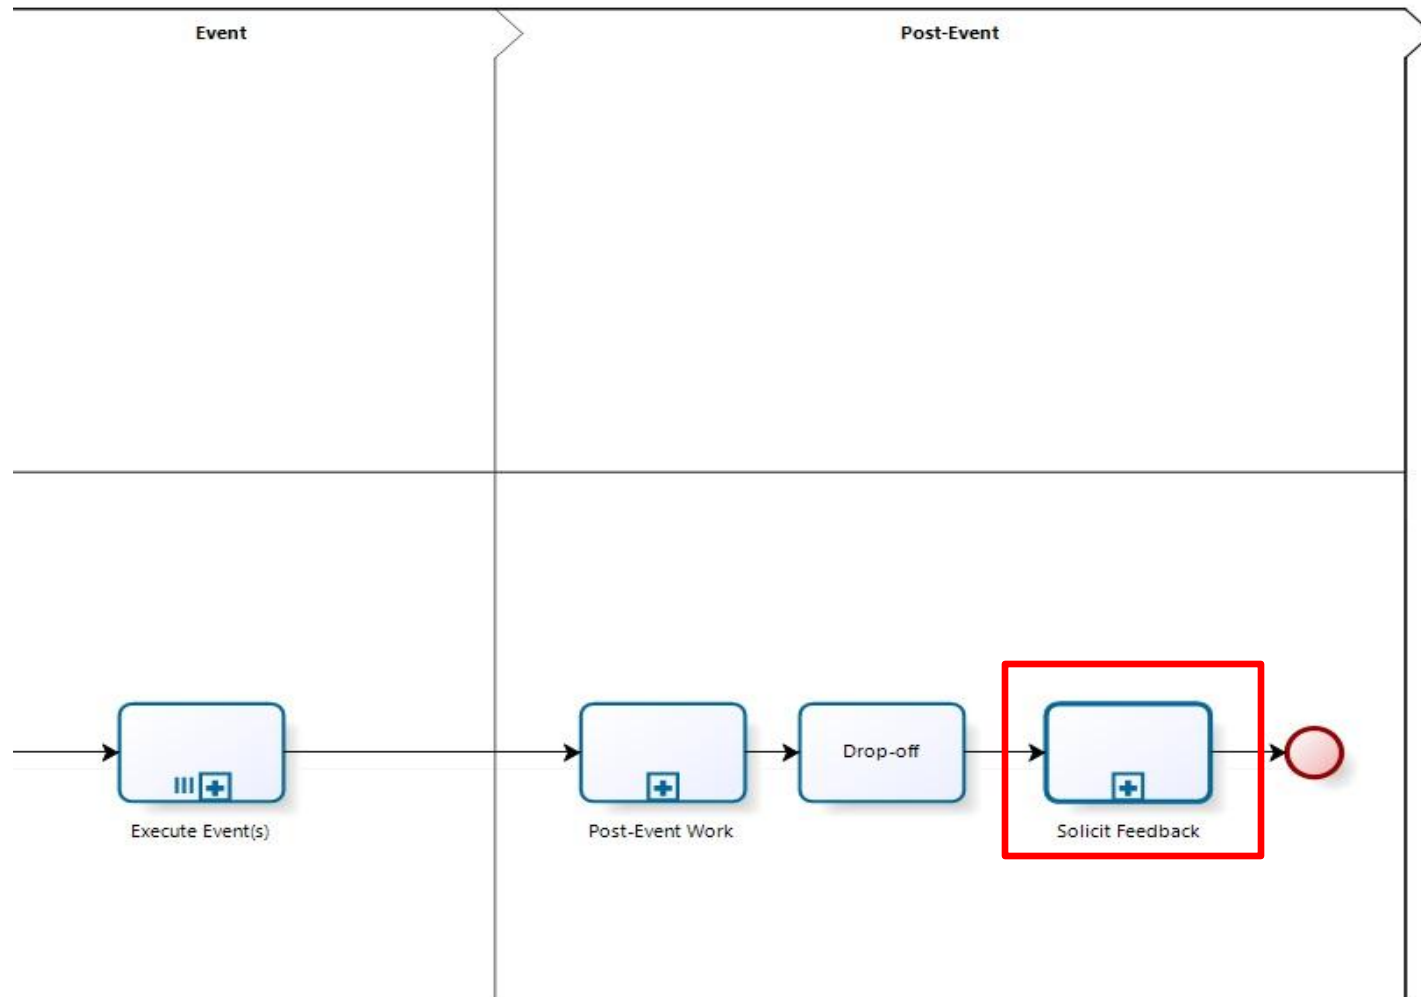 Event
Post-Event
Drop-off
Execute Event(s)
Post-Event Work
Solicit Feedback